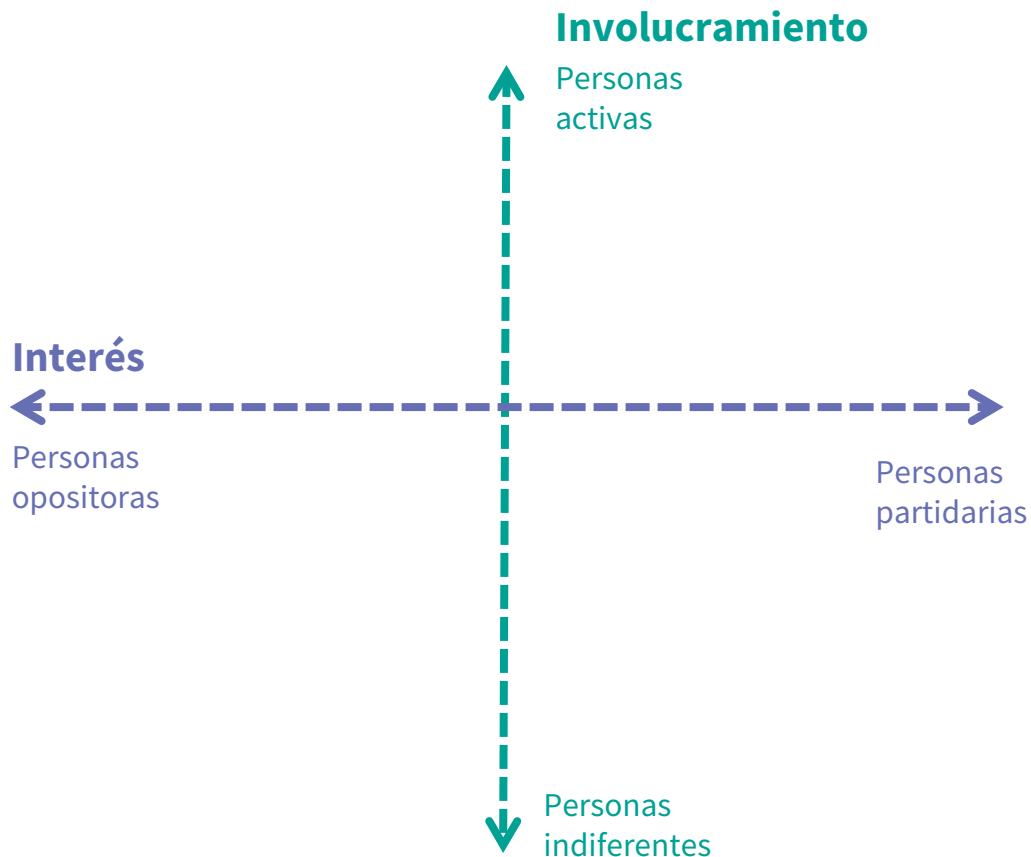 Involucramiento
Personas
activas
Interés
Personas
opositoras
Personas
partidarias
Personas
indiferentes